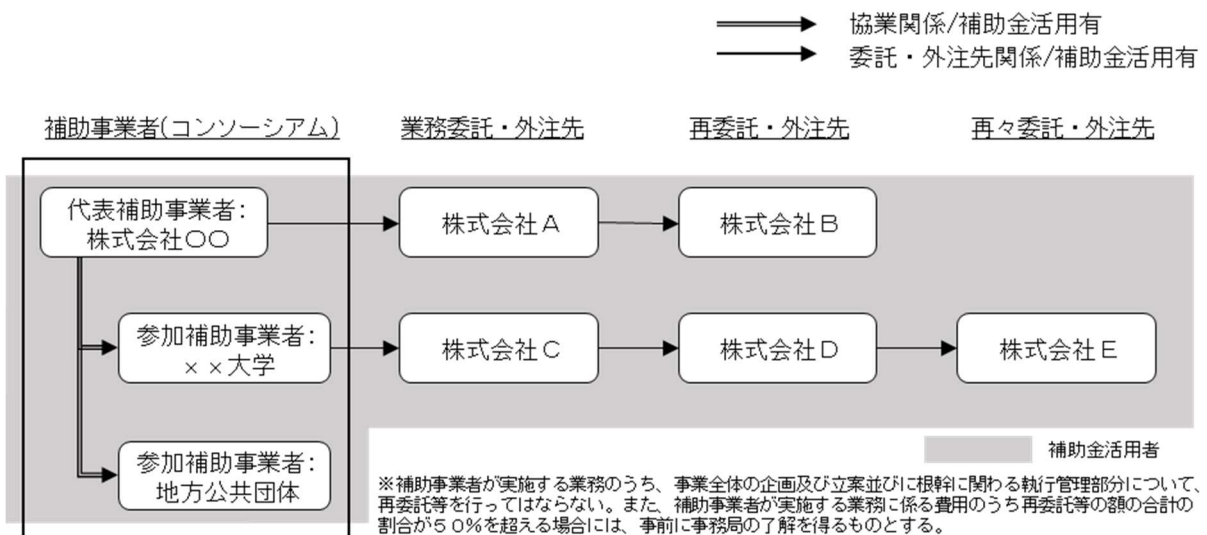 協業関係/補助金活用有
委託・外注先関係/補助金活用有
補助事業者(コンソーシアム)
業務委託・外注先
再委託・外注先
再々委託・外注先
代表補助事業者:
株式会社〇〇
株式会社A
株式会社B
参加補助事業者:
××大学
株式会社C
株式会社D
株式会社E
参加補助事業者:
地方公共団体
補助金活用者
※補助事業者が実施する業務のうち、事業全体の企画及び立案並びに根幹に関わる執行管理部分について、
再委託等を行ってはならない。また、補助事業者が実施する業務に係る費用のうち再委託等の額の合計の
割合が50%を超える場合には、事前に事務局の了解を得るものとする。